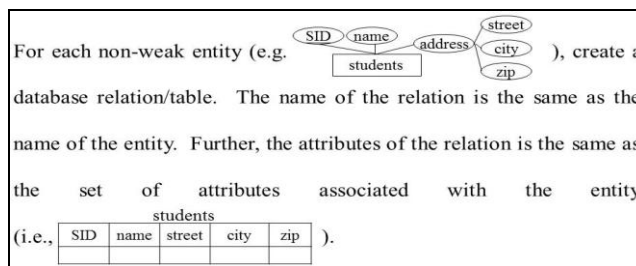 street
SID name
For each non-weak entity (e.g. address city ), create a
students
zip
database relation/table. The name of the relation is the same as the
name of the entity. Further, the attributes of the relation is the same as
the set of attributes associated with the entity
students
(i.e., SID name street city zip ).